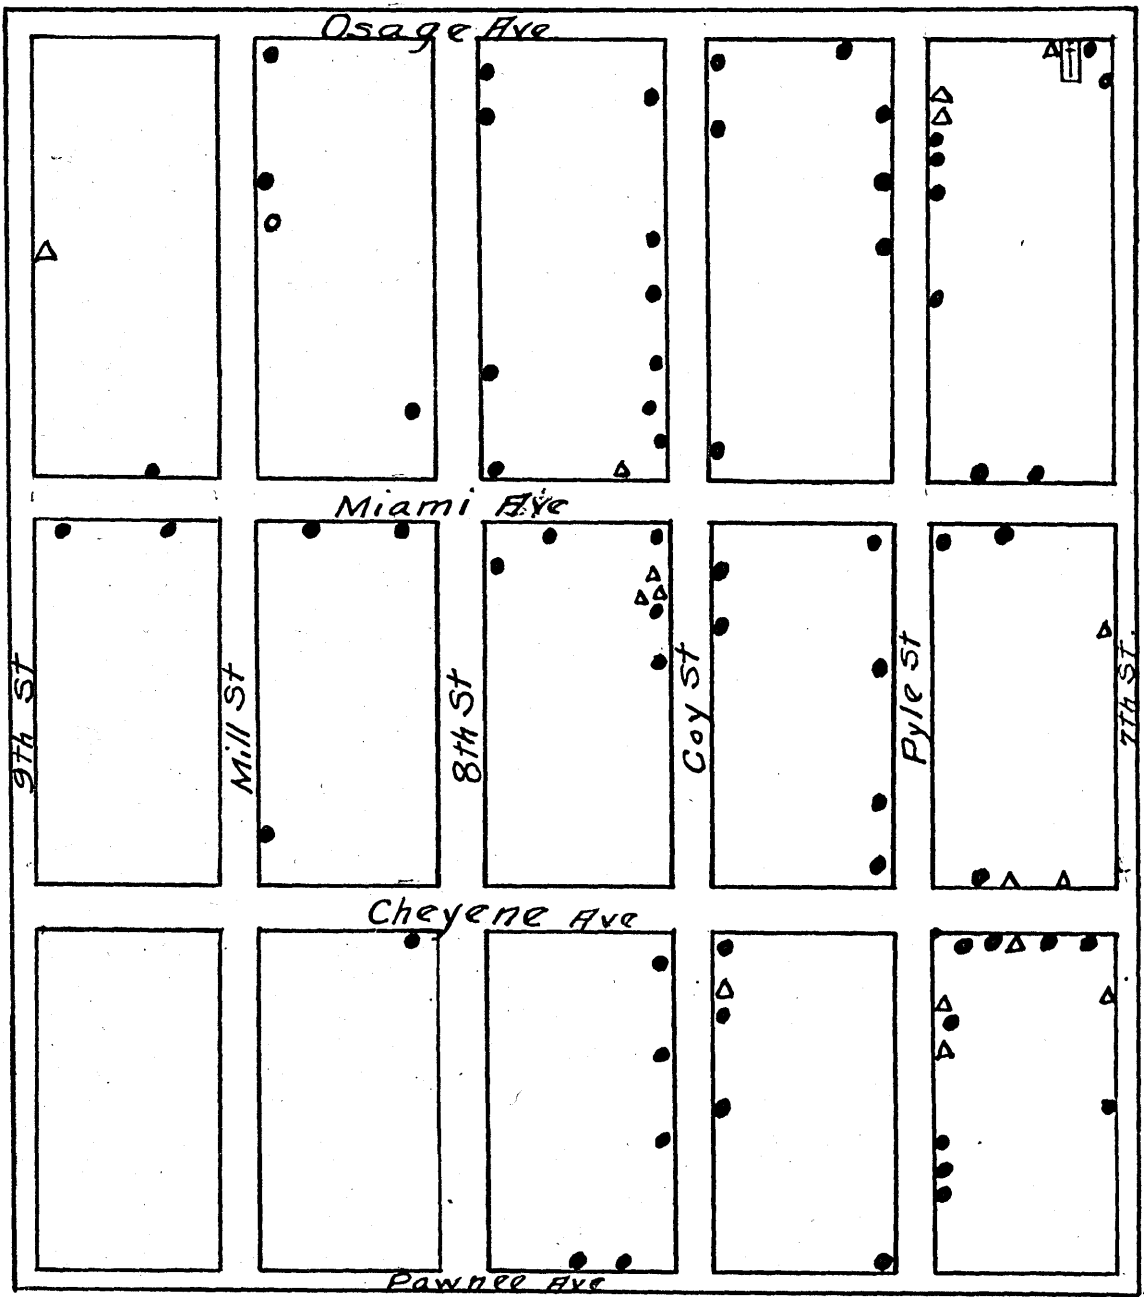 Osage Ave
Miami Ave
9th St
Mill St
8th St
Coy St
Pyle St
7th St.
Cheyene Ave
Pawnee Ave